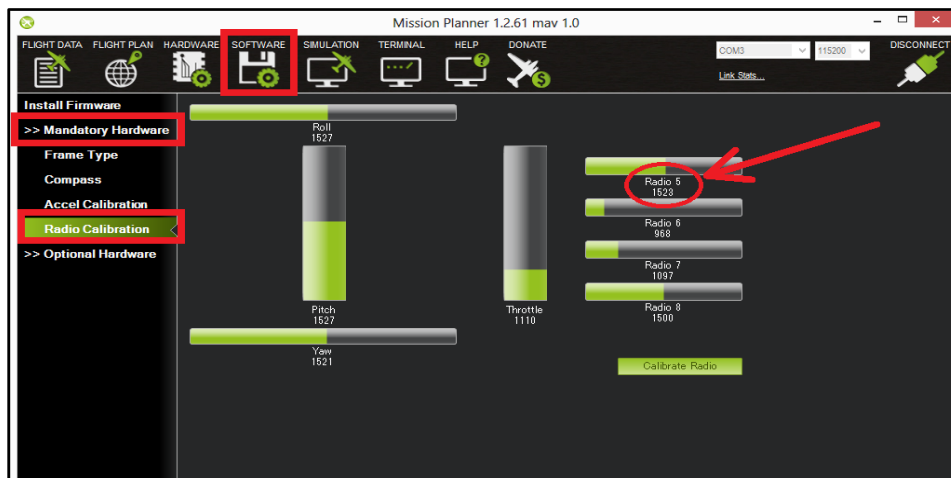 Mission Planner 1.2.61 mav 1.0
FLIGHT DATA FLIGHT PLAN HARDWARE SOFTWARE SIMULATION TERMINAL HELP DONATE
COM3 115200 DISCONNECT
Link Stats...
Install Firmware
>> Mandatory Hardware
Frame Type
Compass
Accel Calibration
Radio Calibration
>> Optional Hardware
Roll
1527
Radio 5
1523
Radio 6
968
Radio 7
1097
Pitch
1527
Throttle
1110
Radio 8
1500
Yaw
1521
Calibrate Radio